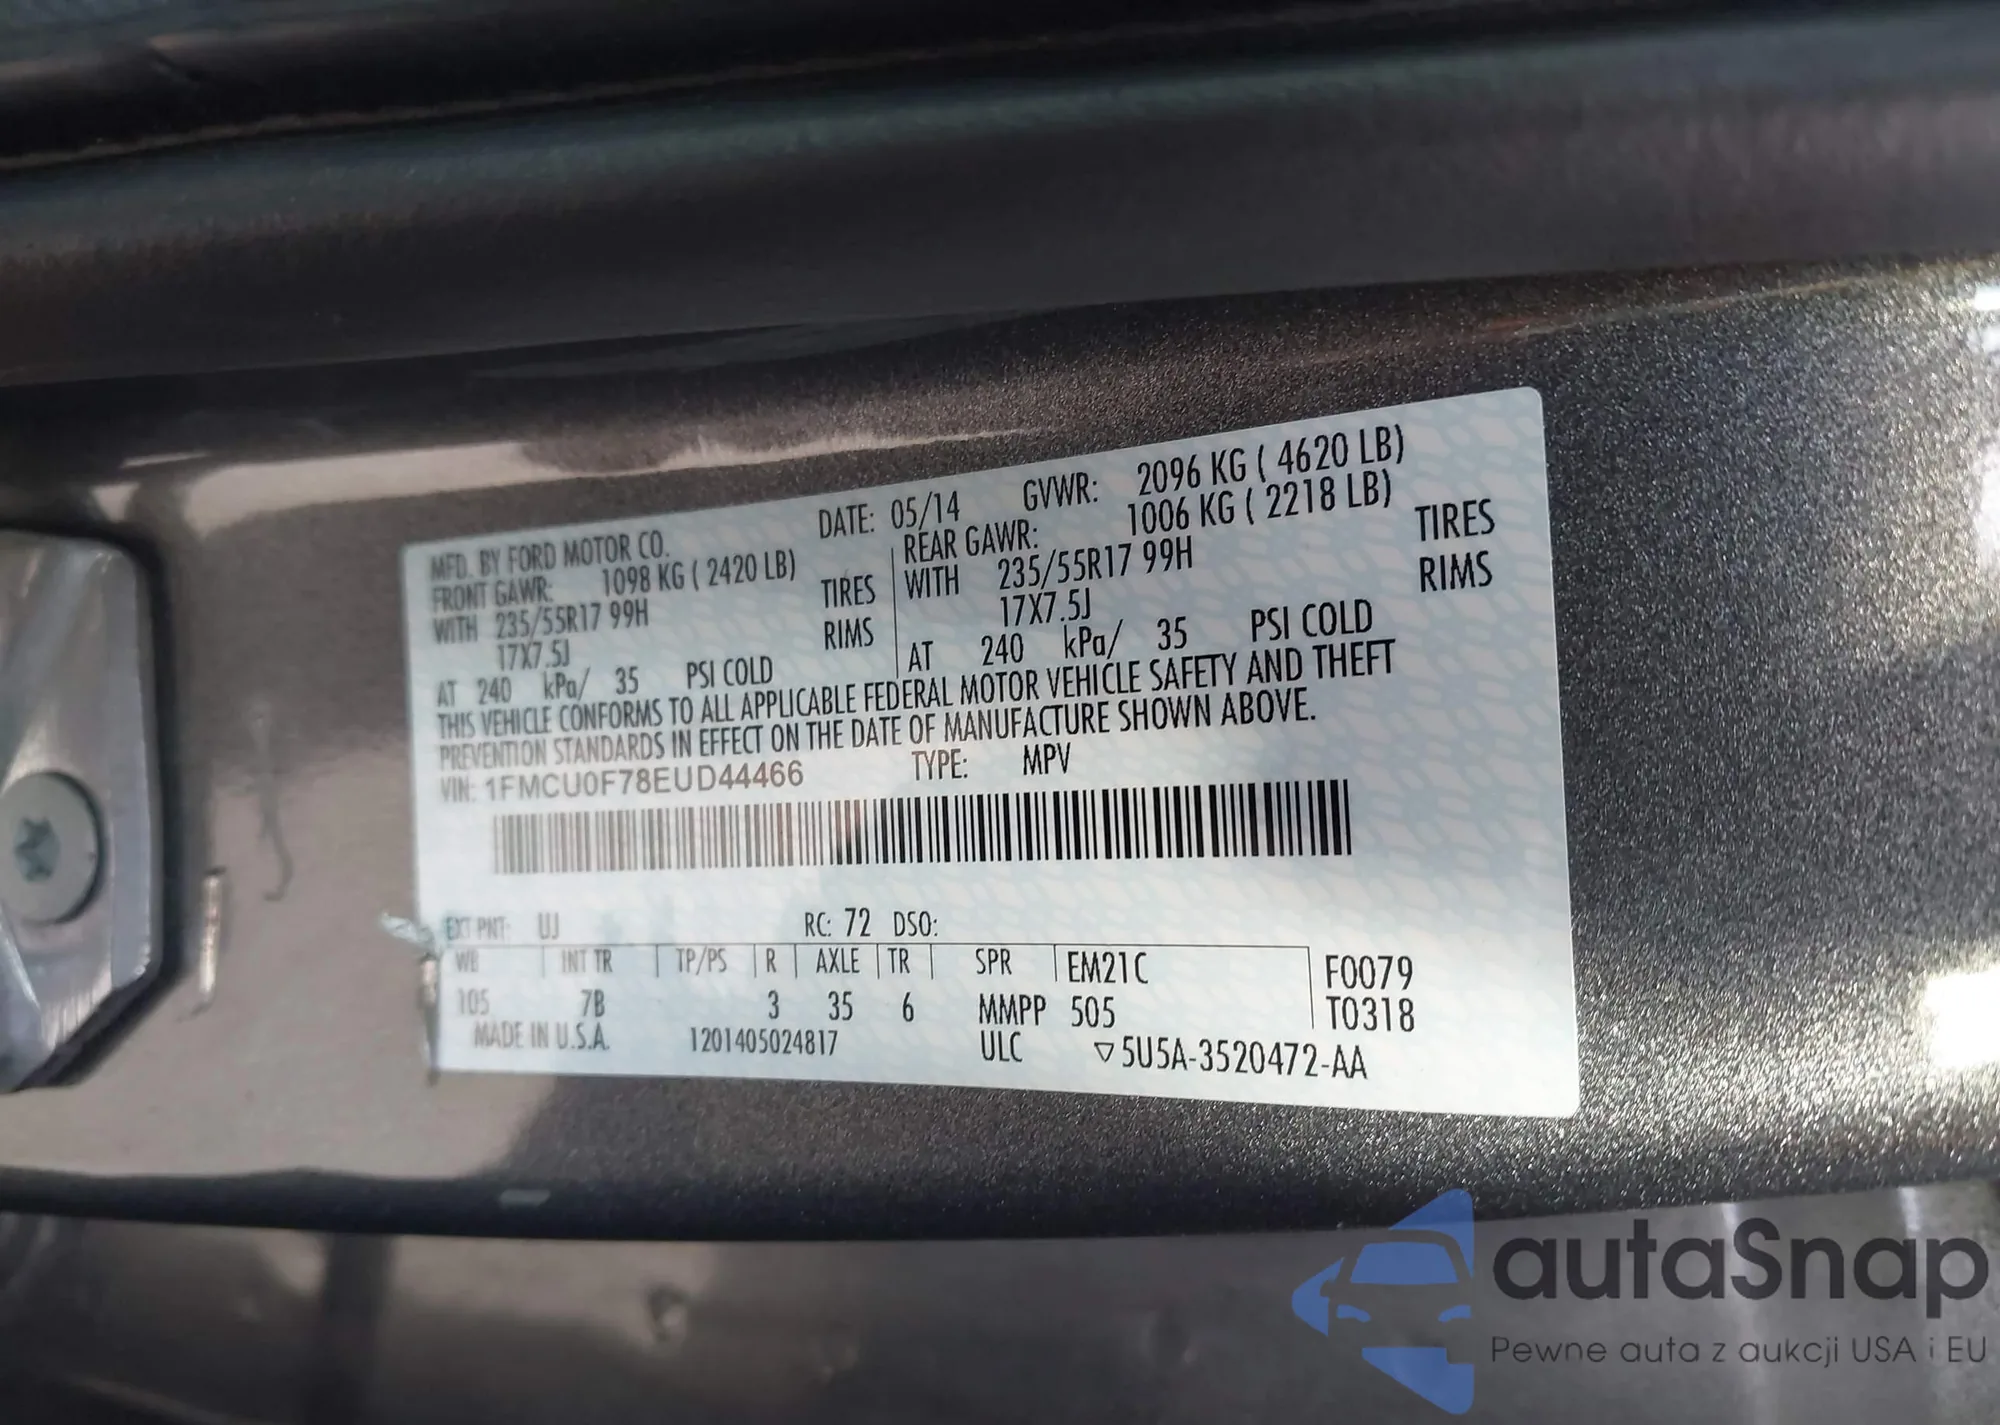 MFD. BY FORD MOTOR CO. DATE: 05/14 GVWR: 2096 KG ( 4620 LB)
FRONT GAWR: 1098 KG ( 2420 LB) REAR GAWR: 1006 KG ( 2218 LB)
WITH 235/55R17 99H TIRES WITH 235/55R17 99H TIRES
17X7.5J RIMS 17X7.5J RIMS
AT 240 kPa/ 35 PSI COLD AT 240 kPa/ 35 PSI COLD
THIS VEHICLE CONFORMS TO ALL APPLICABLE FEDERAL MOTOR VEHICLE SAFETY AND THEFT
PREVENTION STANDARDS IN EFFECT ON THE DATE OF MANUFACTURE SHOWN ABOVE.
VIN: 1FMCU0F78EUD44466 TYPE: MPV
EXT PNT: UJ RC: 72 DSO:
WB INT TR TP/PS R AXLE TR SPR EM21C F0079
105 7B 3 35 6 MMPP 505 T0318
MADE IN U.S.A. 1201405024817 ULC ▽5U5A-3520472-AA
autaSnap
Pewne auta z aukcji USA i EU